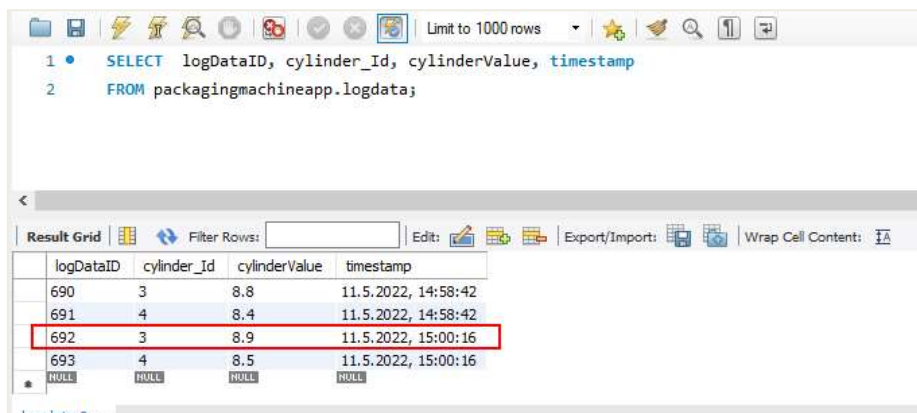 Limit to 1000 rows
1 SELECT logDataID, cylinder_Id, cylinderValue, timestamp
2 FROM packagingmachineapp.logdata;
Result Grid Filter Rows: Edit: Export/Import: Wrap Cell Content: IA
logDataID cylinder_Id cylinderValue timestamp
690 3 8.8 11.5.2022, 14:58:42
691 4 8.4 11.5.2022, 14:58:42
692 3 8.9 11.5.2022, 15:00:16
693 4 8.5 11.5.2022, 15:00:16
NULL NULL NULL NULL